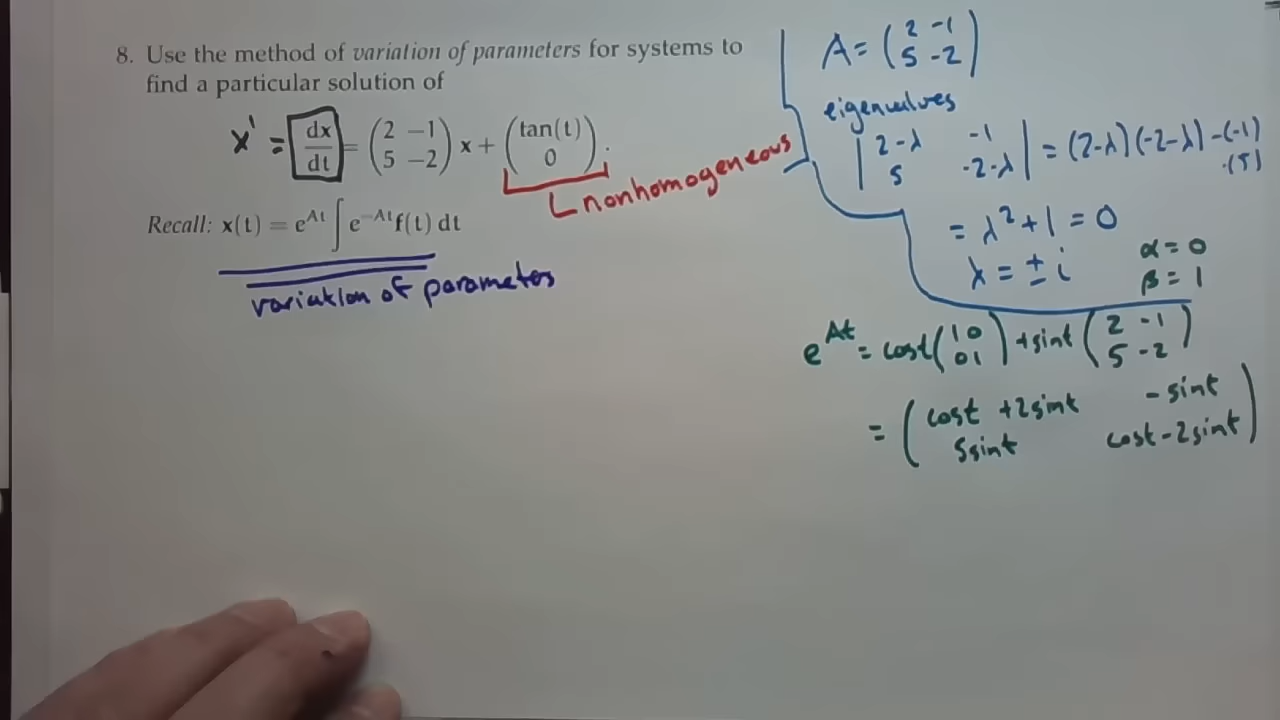 8. Use the method of variation of parameters for systems to
find a particular solution of
x' = dx/dt = (2 −1; 5 −2) x + (tan(t); 0).
nonhomogeneous
Recall: x(t) = e^{At} ∫ e^{−At} f(t) dt
variation of parameters
A = (2 -1; 5 -2)
eigenvalues
|2-λ -1; 5 -2-λ| = (2-λ)(-2-λ)-(-1)·(5)
= λ² + 1 = 0
λ = ± i
α = 0
β = 1
e^{At} = cost (1 0; 0 1) + sint (2 -1; 5 -2)
= (cost + 2sint -sint; 5sint cost-2sint)